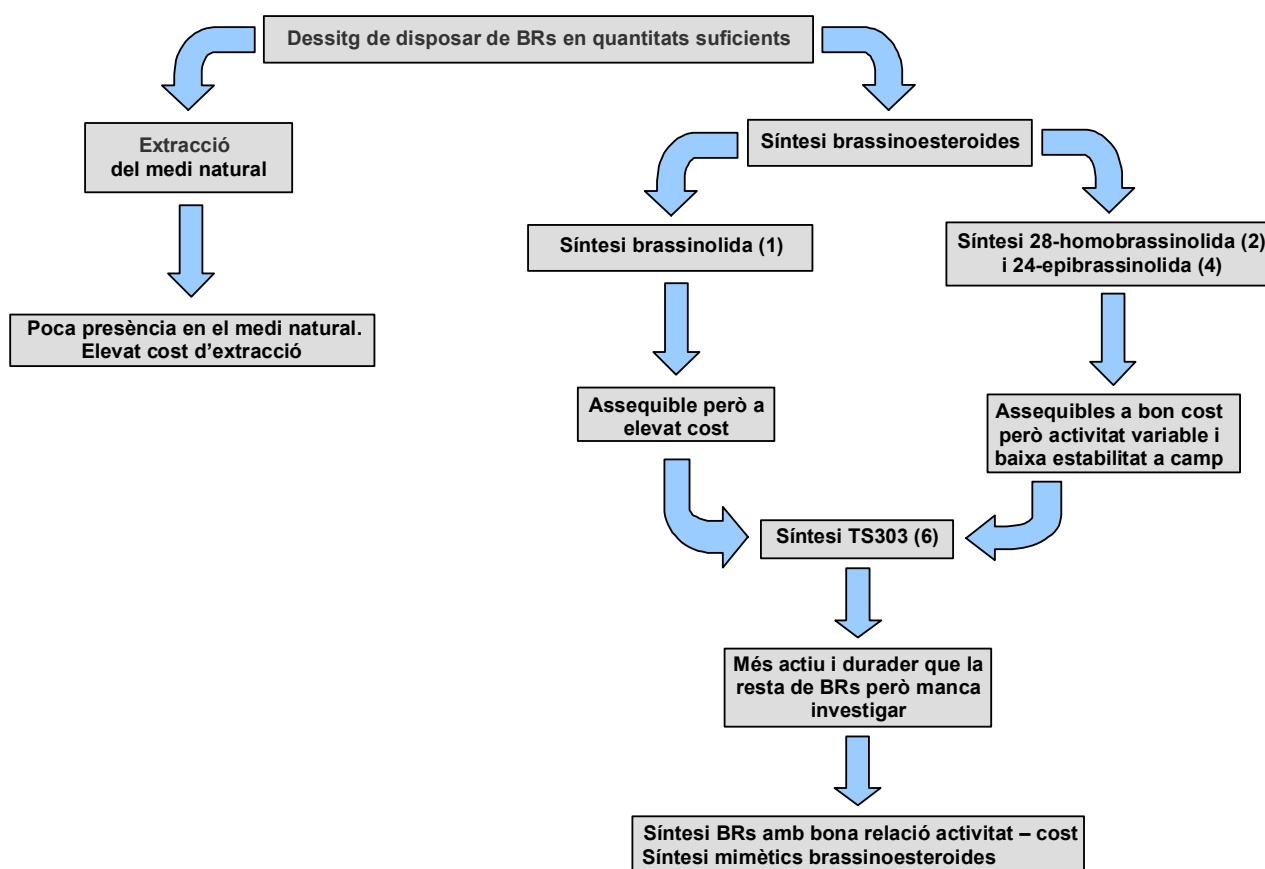 Dessitg de disposar de BRs en quantitats suficients
Extracció
del medi natural
Síntesi brassinoesteroides
Síntesi brassinolida (1)
Síntesi 28-homobrassinolida (2)
i 24-epibrassinolida (4)
Poca presència en el medi natural.
Elevat cost d’extracció
Assequible però a
elevat cost
Assequibles a bon cost
però activitat variable i
baixa estabilitat a camp
Síntesi TS303 (6)
Més actiu i durader que la
resta de BRs però manca
investigar
Síntesi BRs amb bona relació activitat – cost
Síntesi mimètics brassinoesteroides